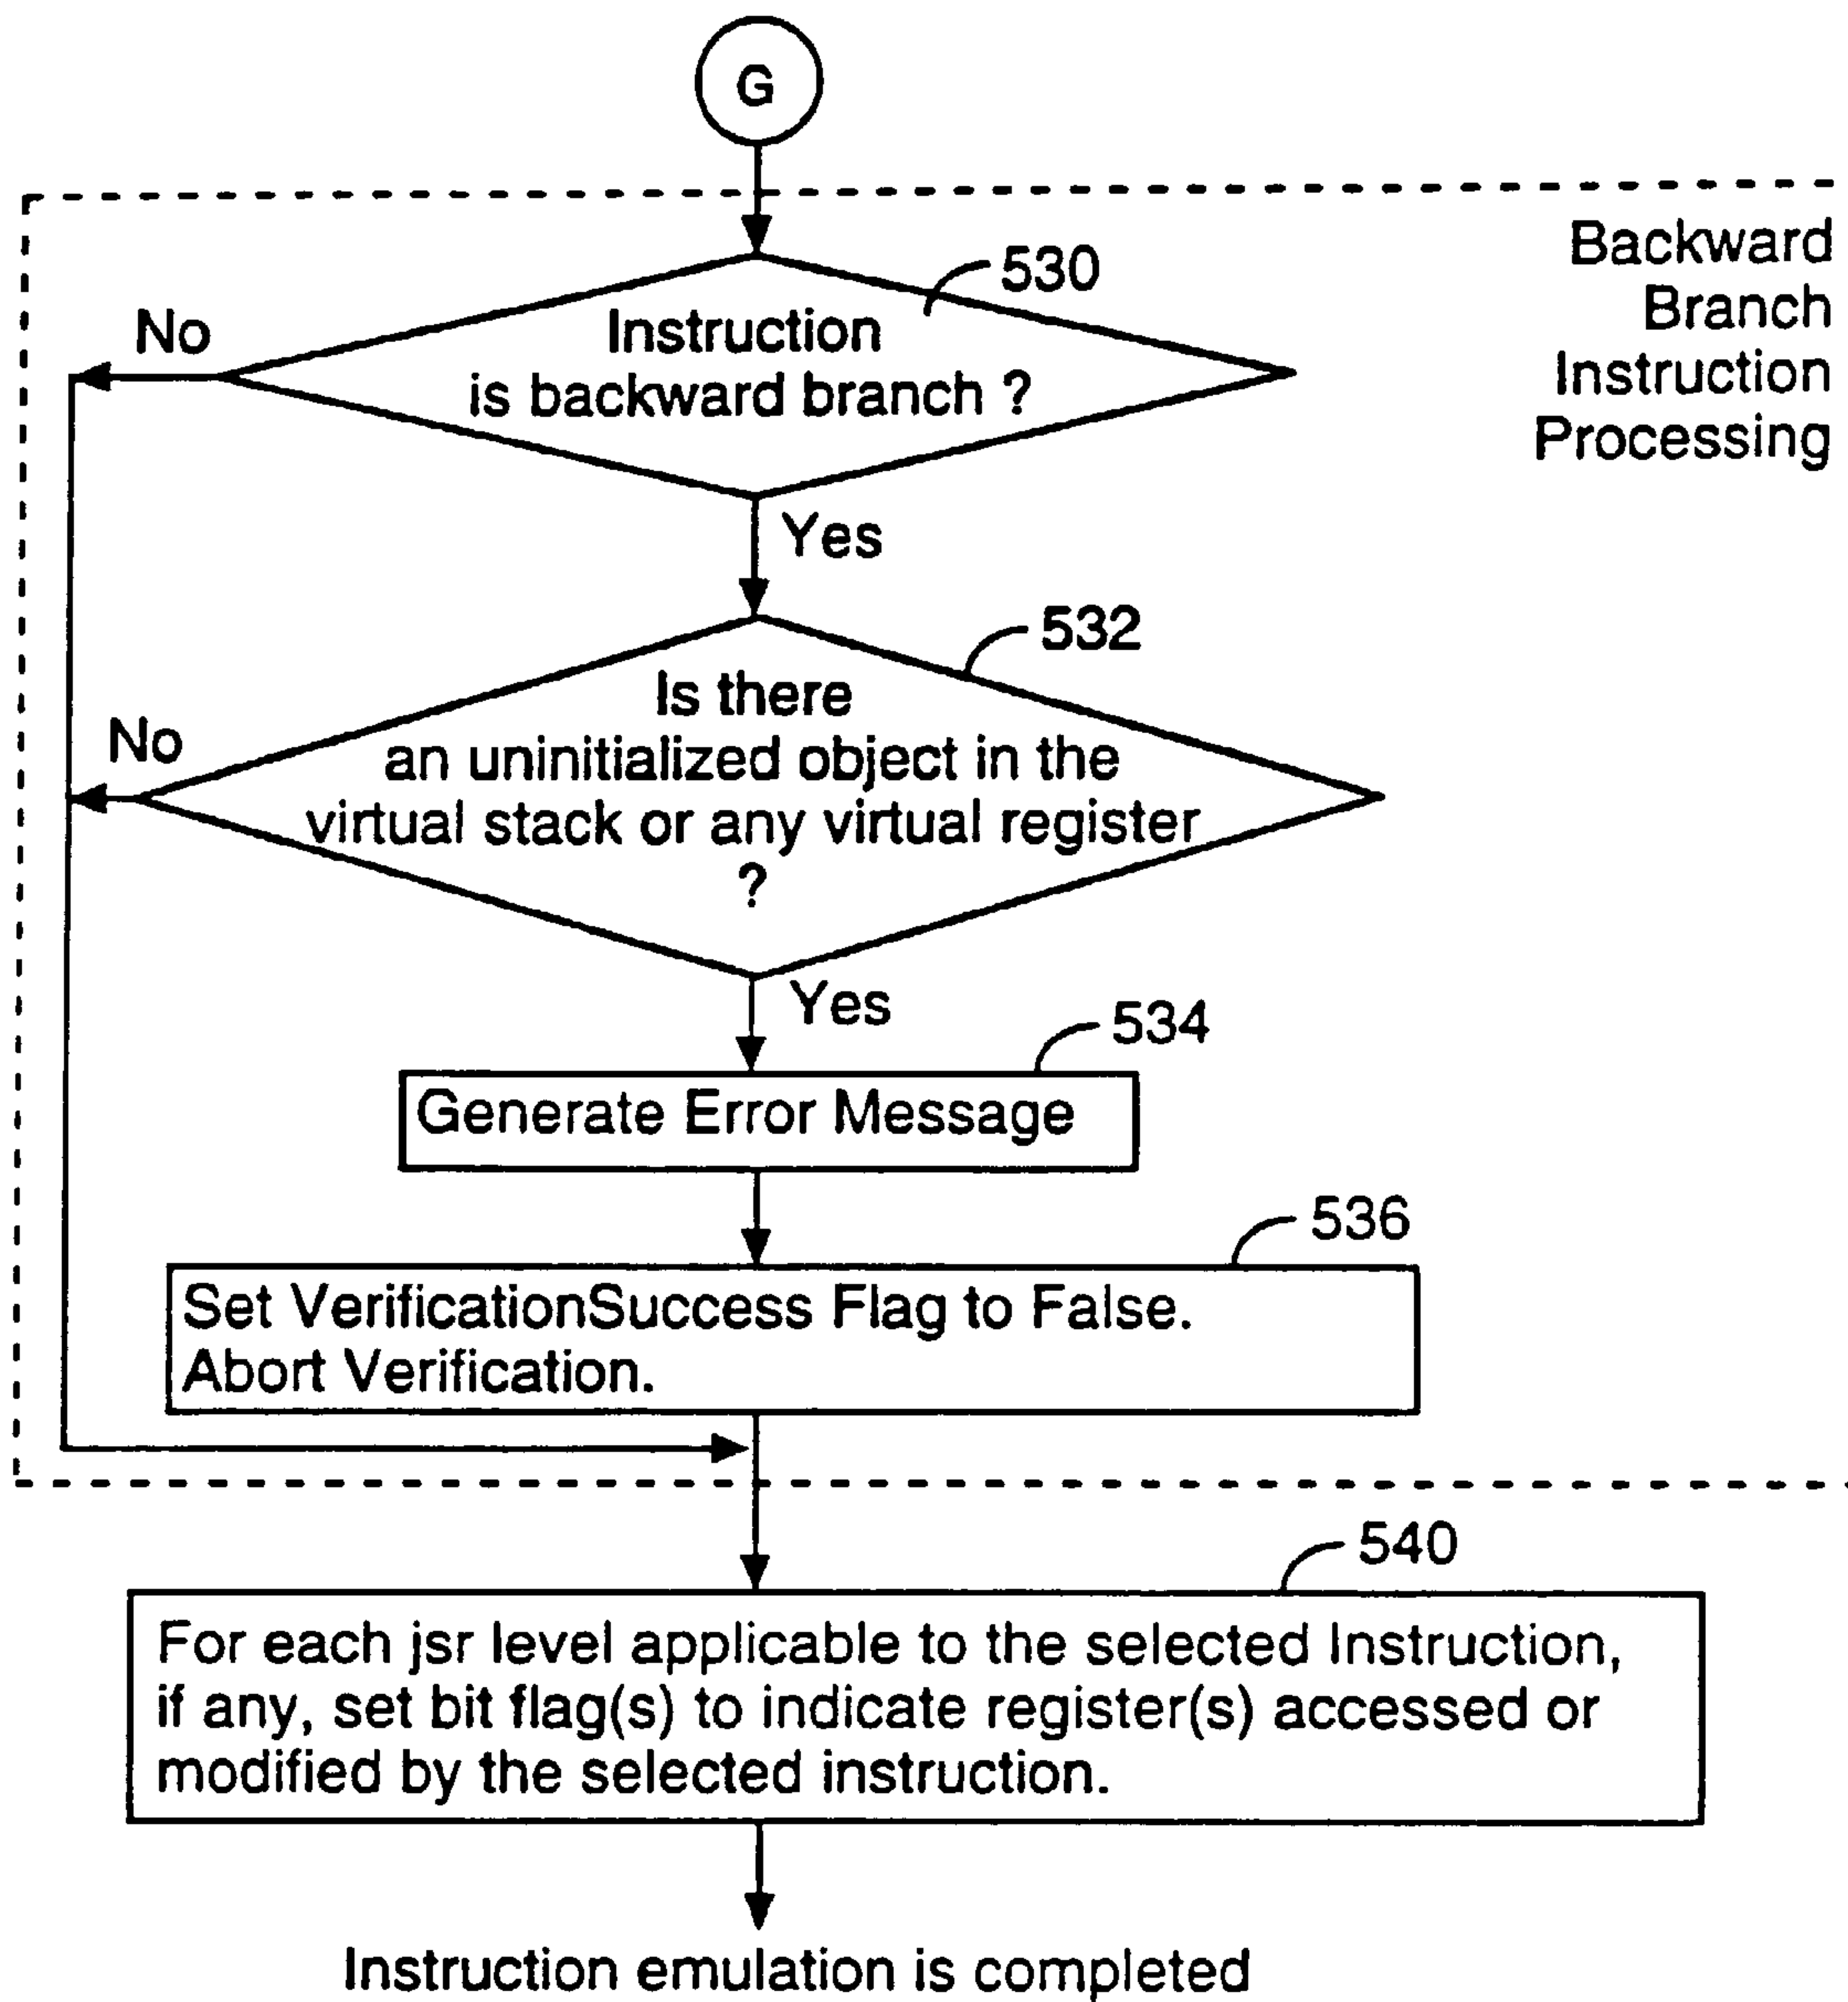 G
Backward
Branch
Instruction
Processing
530
No
Instruction
is backward branch ?
Yes
532
Is there
an uninitialized object in the
virtual stack or any virtual register
?
No
Yes
534
Generate Error Message
536
Set VerificationSuccess Flag to False.
Abort Verification.
540
For each jsr level applicable to the selected Instruction,
if any, set bit flag(s) to indicate register(s) accessed or
modified by the selected instruction.
Instruction emulation is completed